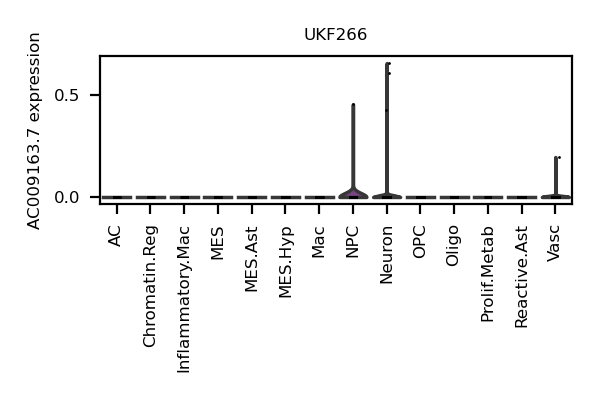 UKF266
AC009163.7 expression
0.5
0.0
AC
Chromatin.Reg
Inflammatory.Mac
MES
MES.Ast
MES.Hyp
Mac
NPC
Neuron
OPC
Oligo
Prolif.Metab
Reactive.Ast
Vasc